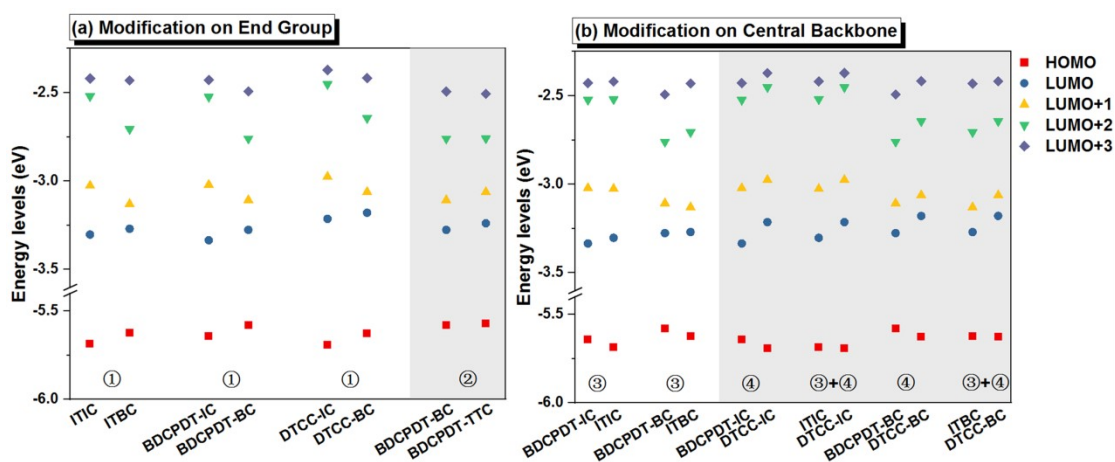 (a) Modification on End Group
Energy levels (eV)
-2.5
-3.0
-3.5
-5.5
-6.0
① ① ① ②
ITIC
ITBC
BDCPDT-IC
BDCPDT-BC
DTCC-IC
DTCC-BC
BDCPDT-BC
BDCPDT-TTC
(b) Modification on Central Backbone
Energy levels (eV)
-2.5
-3.0
-3.5
-5.5
-6.0
③ ③ ④ ③+④ ④ ③+④
BDCPDT-IC
ITIC
BDCPDT-BC
ITBC
BDCPDT-IC
DTCC-IC
ITIC
DTCC-IC
BDCPDT-BC
DTCC-BC
ITBC
DTCC-BC
HOMO
LUMO
LUMO+1
LUMO+2
LUMO+3